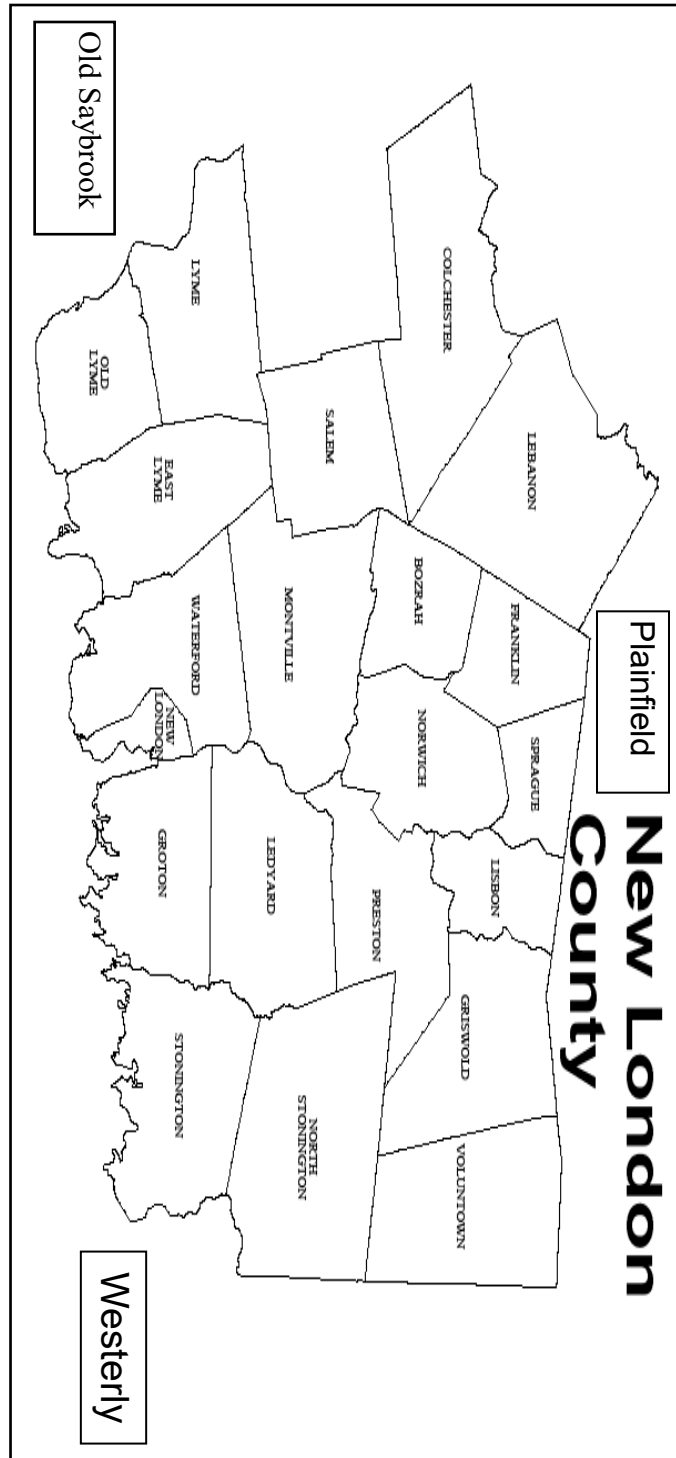 New London
County
Plainfield
Old Saybrook
Westerly
COLCHESTER
LEBANON
LYME
OLD
LYME
EAST
LYME
SALEM
MONTVILLE
BOZRAH
FRANKLIN
NORWICH
SPRAGUE
LISBON
WATERFORD
NEW
LONDON
GROTON
LEDYARD
PRESTON
GRISWOLD
VOLUNTOWN
NORTH
STONINGTON
STONINGTON